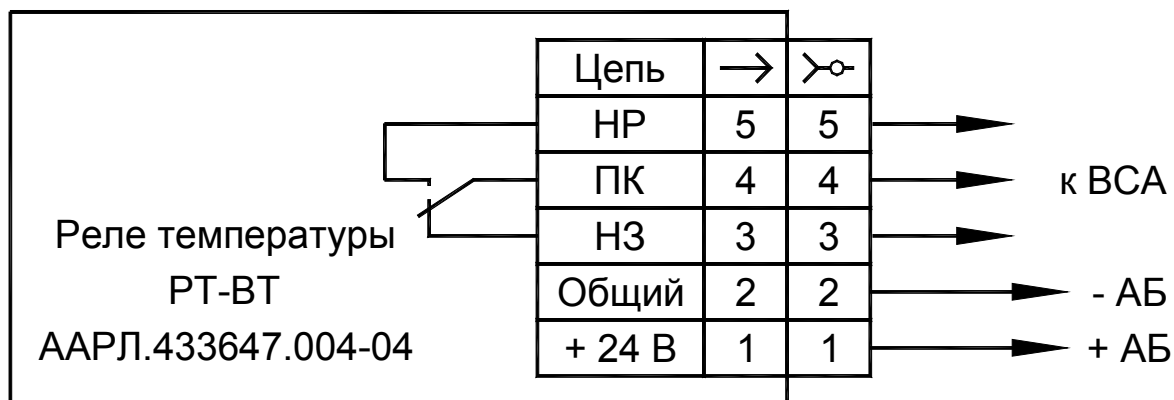 Цепь
НР 5 5
ПК 4 4 к ВСА
НЗ 3 3
Общий 2 2 - АБ
+ 24 В 1 1 + АБ
Реле температуры
РТ-ВТ
ААРЛ.433647.004-04